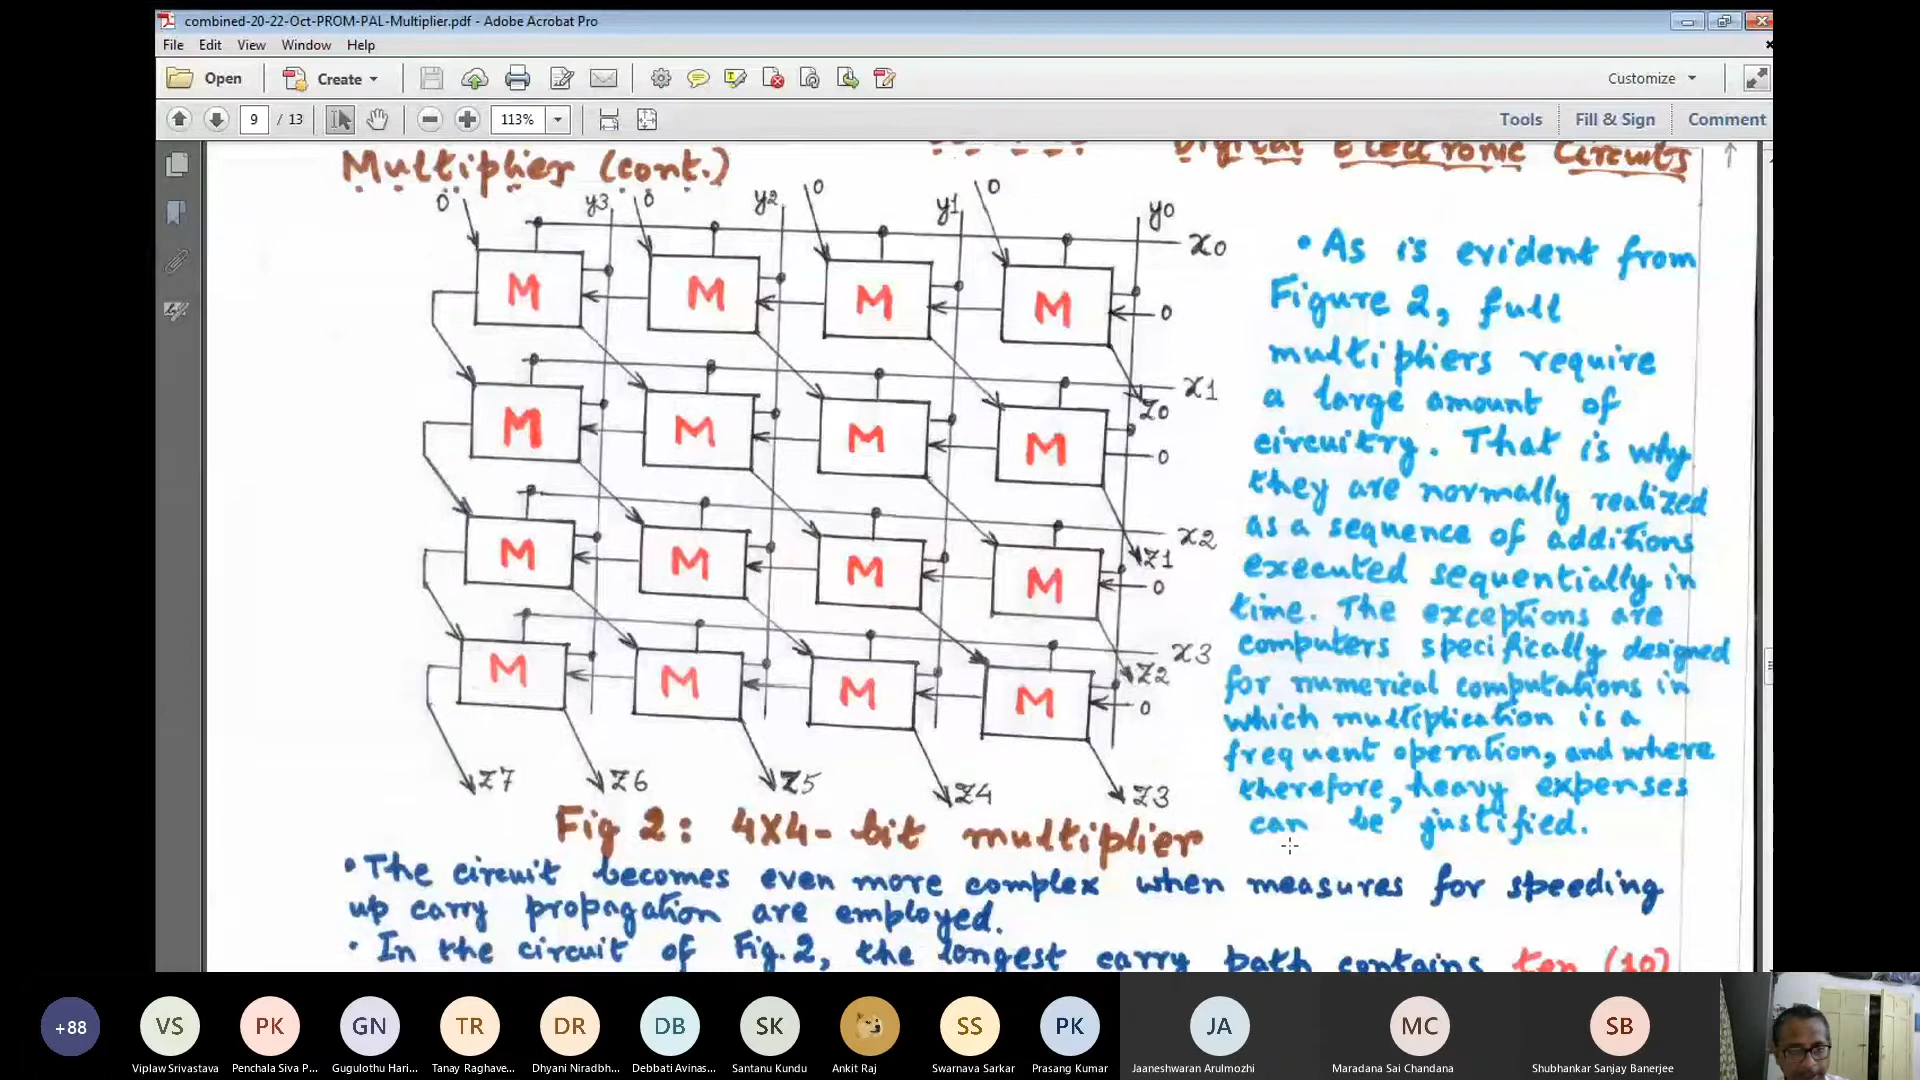 combined-20-22-Oct-PROM-PAL-Multiplier.pdf - Adobe Acrobat Pro
File Edit View Window Help
Open Create Customize
9 / 13 113% Tools Fill & Sign Comment
Multiplier (cont.) Digital Electronic Circuits
0 y3 0 y2 0 y1 0 y0
x0
M M M M 0
x1
z0
M M M M 0
x2
z1
M M M M 0
x3
z2
M M M M 0
z7 z6 z5 z4 z3
Fig 2: 4x4-bit multiplier
• As is evident from
Figure 2, full
multipliers require
a large amount of
circuitry. That is why
they are normally realized
as a sequence of additions
executed sequentially in
time. The exceptions are
computers specifically designed
for numerical computations in
which multiplication is a
frequent operation, and where
therefore, heavy expenses
can be justified.
• The circuit becomes even more complex when measures for speeding
up carry propagation are employed.
• In the circuit of Fig. 2, the longest carry path contains ten (10)
+88 VS PK GN TR DR DB SK SS PK JA MC SB
Viplaw Srivastava Penchala Siva P... Gugulothu Hari... Tanay Raghave... Dhyani Niradbh... Debbati Avinas... Santanu Kundu Ankit Raj Swarnava Sarkar Prasang Kumar Jaaneshwaran Arulmozhi Maradana Sai Chandana Shubhankar Sanjay Banerjee